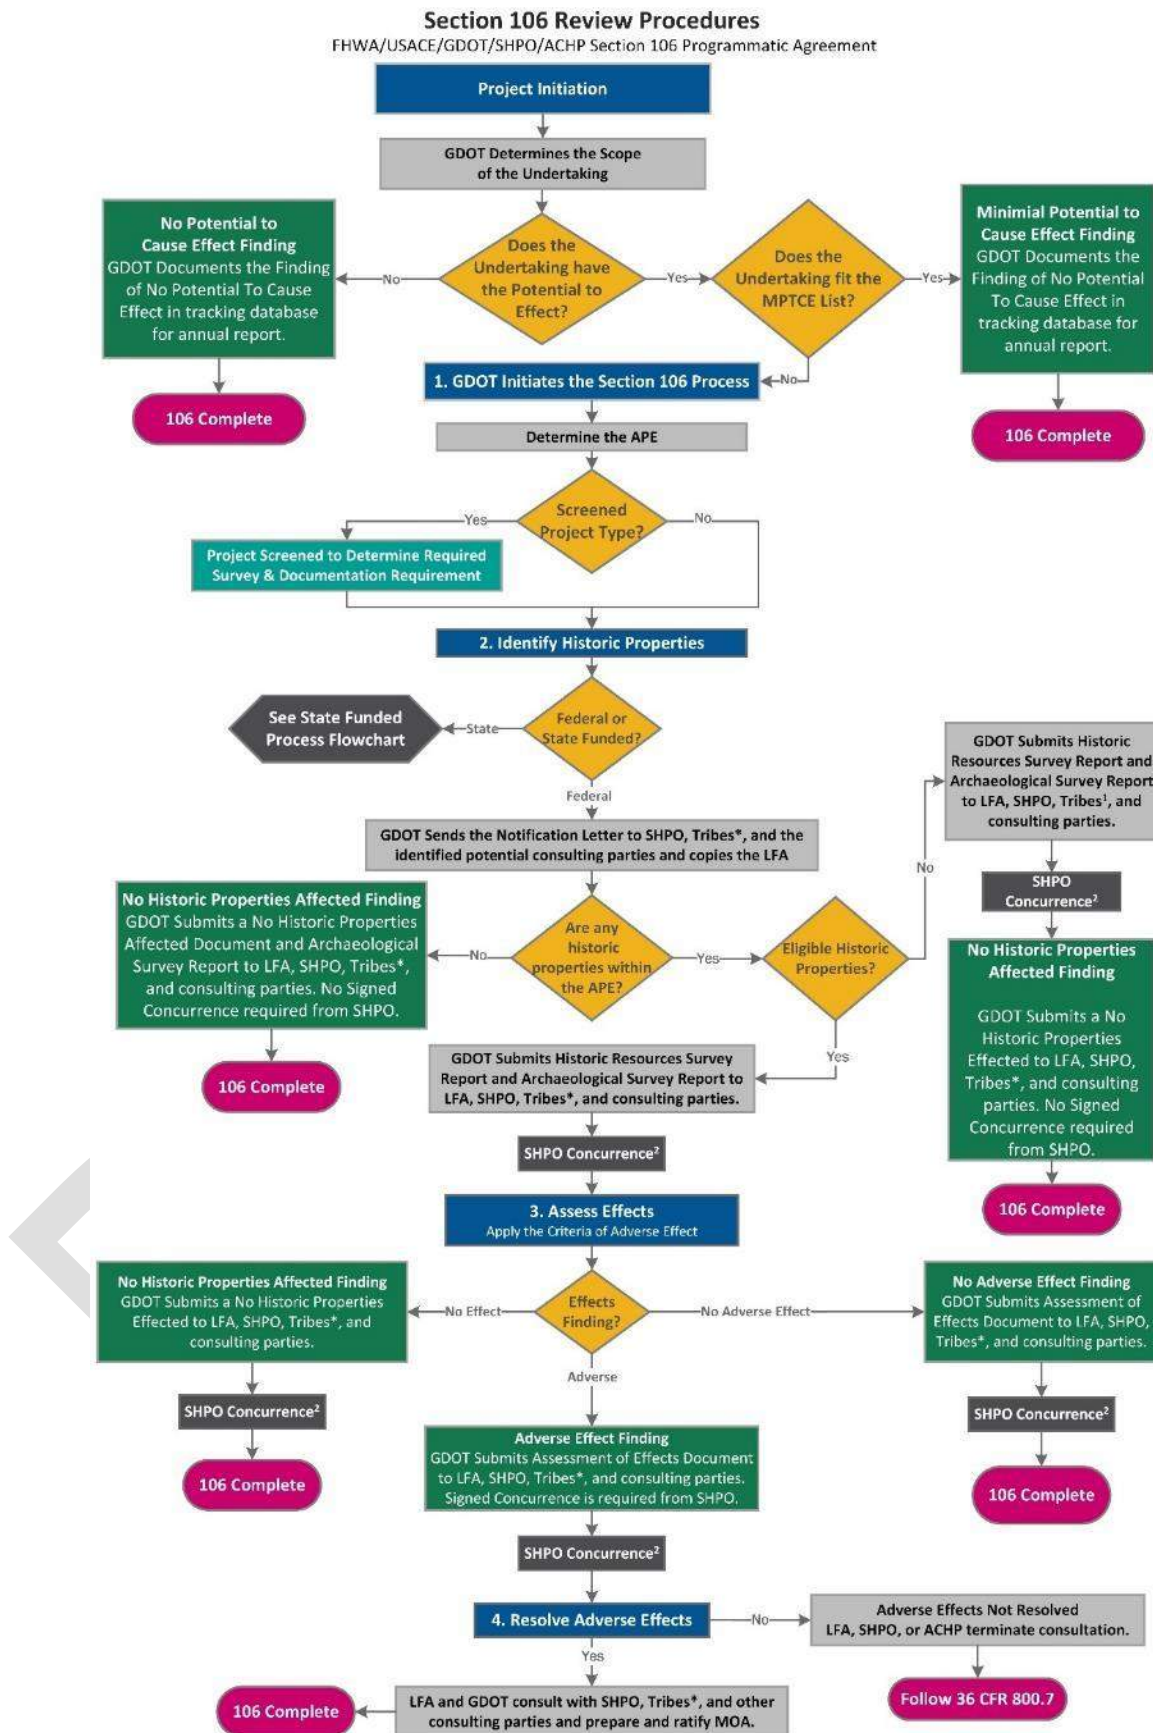 Section 106 Review Procedures
FHWA/USACE/GDOT/SHPO/ACHP Section 106 Programmatic Agreement
Project Initiation
GDOT Determines the Scope
of the Undertaking
No Potential to
Cause Effect Finding
GDOT Documents the Finding
of No Potential To Cause
Effect in tracking database
for annual report.
No
Does the
Undertaking have
the Potential to
Effect?
Yes
Does the
Undertaking fit the
MPTCE List?
Yes
Minimial Potential to
Cause Effect Finding
GDOT Documents the
Finding of No Potential
To Cause Effect in
tracking database for
annual report.
106 Complete
1. GDOT Initiates the Section 106 Process
No
106 Complete
Determine the APE
Screened
Project Type?
Yes
No
Project Screened to Determine Required
Survey & Documentation Requirement
2. Identify Historic Properties
See State Funded
Process Flowchart
State
Federal or
State Funded?
Federal
GDOT Submits Historic
Resources Survey Report and
Archaeological Survey Report
to LFA, SHPO, Tribes¹, and
consulting parties.
GDOT Sends the Notification Letter to SHPO, Tribes*, and the
identified potential consulting parties and copies the LFA
No
SHPO
Concurrence²
No Historic Properties Affected Finding
GDOT Submits a No Historic Properties
Affected Document and Archaeological
Survey Report to LFA, SHPO, Tribes*,
and consulting parties. No Signed
Concurrence required from SHPO.
No
Are any
historic
properties within
the APE?
Yes
Eligible Historic
Properties?
No Historic Properties
Affected Finding
GDOT Submits a No
Historic Properties
Effected to LFA, SHPO,
Tribes*, and consulting
parties. No Signed
Concurrence required
from SHPO.
Yes
106 Complete
GDOT Submits Historic Resources Survey
Report and Archaeological Survey Report to
LFA, SHPO, Tribes*, and consulting parties.
SHPO Concurrence²
106 Complete
3. Assess Effects
Apply the Criteria of Adverse Effect
No Historic Properties Affected Finding
GDOT Submits a No Historic Properties
Effected to LFA, SHPO, Tribes*, and
consulting parties.
No Effect
Effects
Finding?
No Adverse Effect
No Adverse Effect Finding
GDOT Submits Assessment of
Effects Document to LFA, SHPO,
Tribes*, and consulting parties.
Adverse
SHPO Concurrence²
SHPO Concurrence²
106 Complete
Adverse Effect Finding
GDOT Submits Assessment of Effects Document
to LFA, SHPO, Tribes*, and consulting parties.
Signed Concurrence is required from SHPO.
106 Complete
SHPO Concurrence²
4. Resolve Adverse Effects
No
Adverse Effects Not Resolved
LFA, SHPO, or ACHP terminate consultation.
Yes
106 Complete
LFA and GDOT consult with SHPO, Tribes*, and other
consulting parties and prepare and ratify MOA.
Follow 36 CFR 800.7